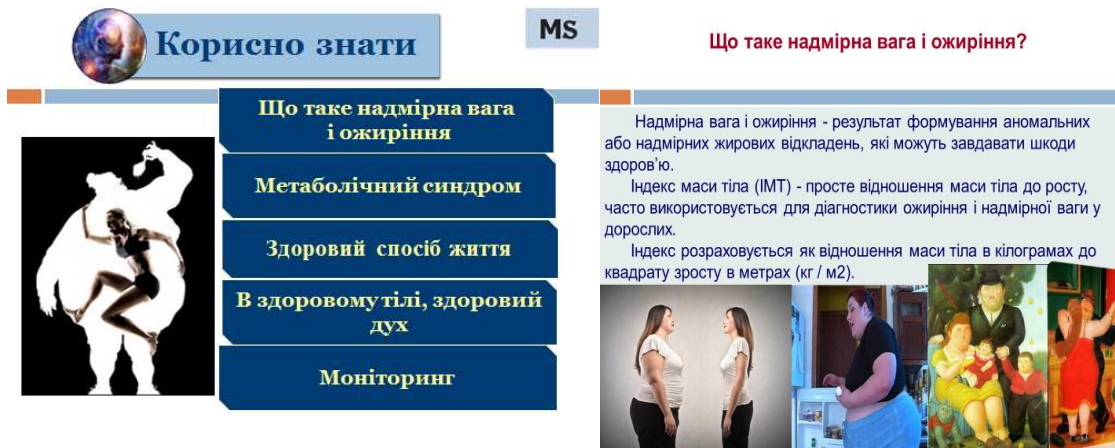 Корисно знати
MS
Що таке надмірна вага
і ожиріння
Метаболічний синдром
Здоровий спосіб життя
В здоровому тілі, здоровий
дух
Моніторинг
Що таке надмірна вага і ожиріння?
Надмірна вага і ожиріння - результат формування аномальних
або надмірних жирових відкладень, які можуть завдавати шкоди
здоров’ю.
Індекс маси тіла (ІМТ) - просте відношення маси тіла до росту,
часто використовується для діагностики ожиріння і надмірної ваги у
дорослих.
Індекс розраховується як відношення маси тіла в кілограмах до
квадрату зросту в метрах (кг / м2).